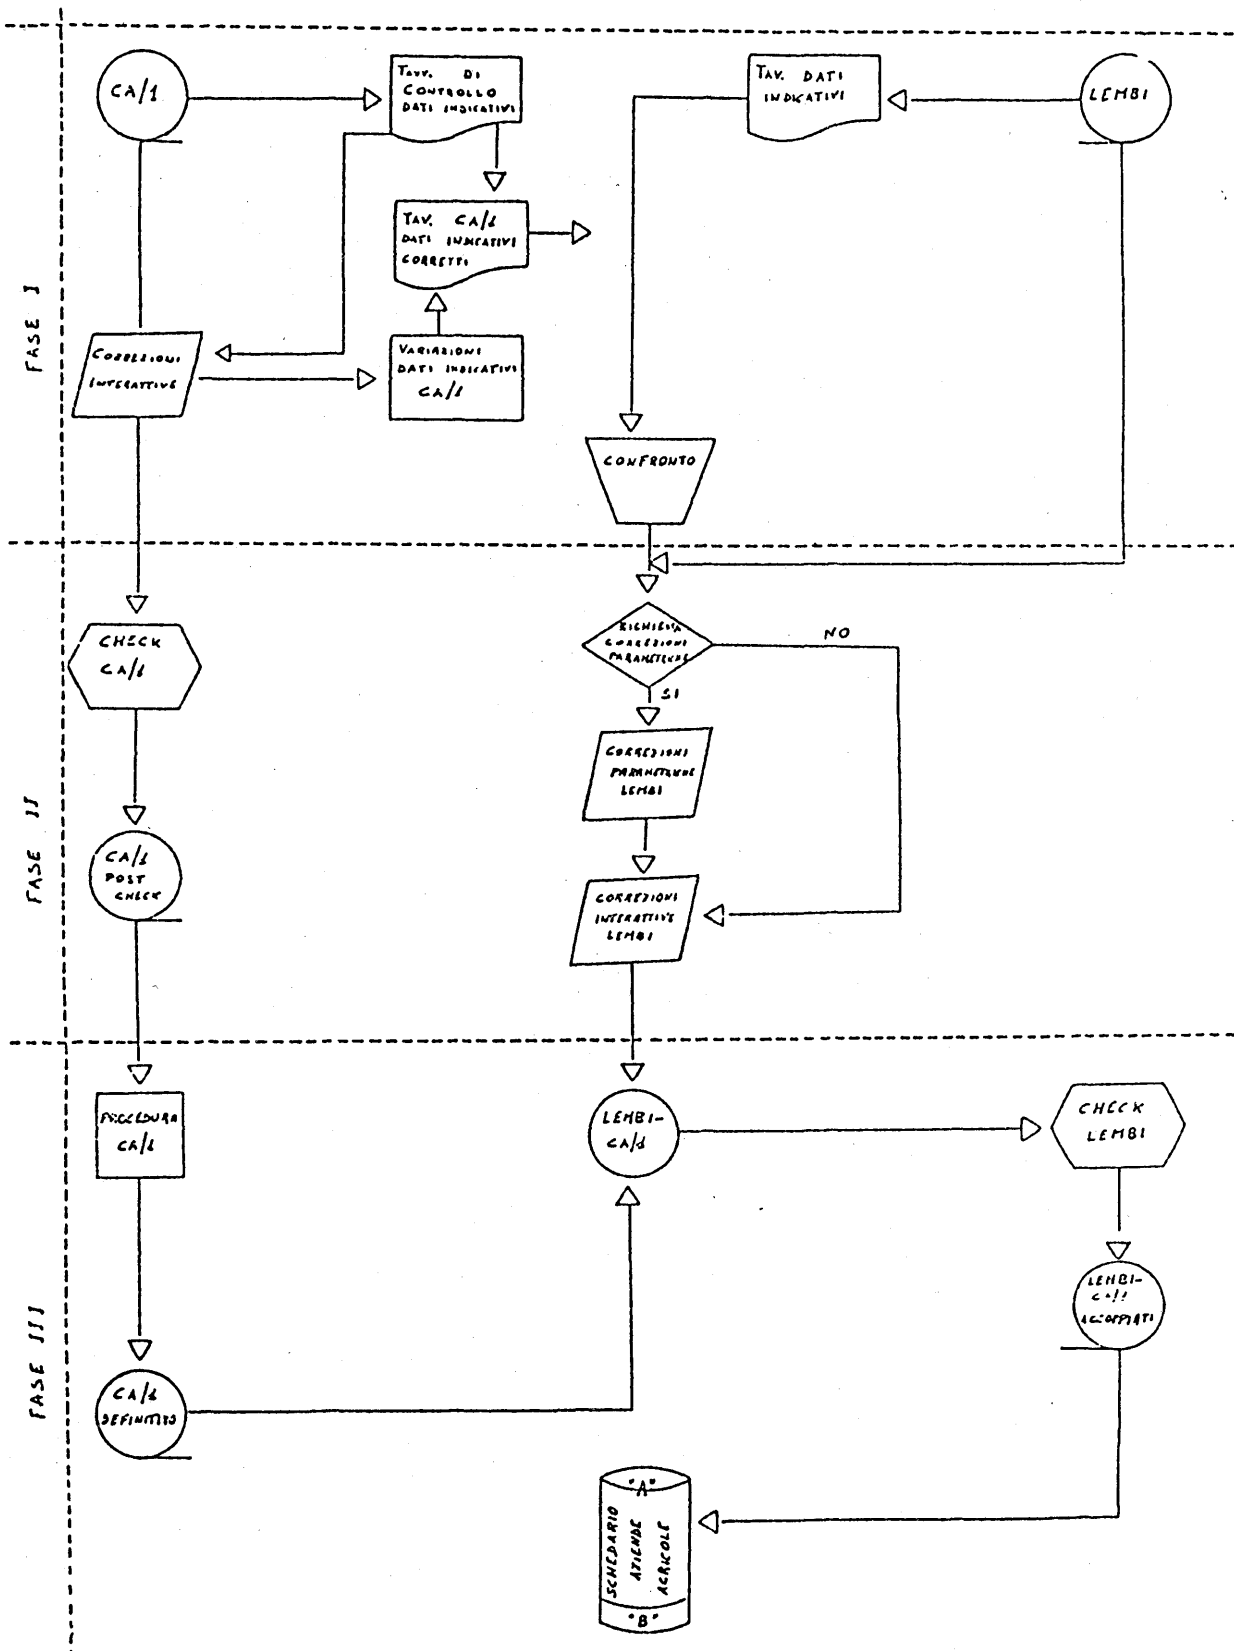 FASE I
CA/1
TAVV. DI
CONTROLLO
DATI INDICATIVI
TAV. DATI
INDICATIVI
LEMBI
TAV. CA/1
DATI INDICATIVI
CORRETTI
CORREZIONI
INTERATTIVE
VARIAZIONI
DATI INDICATIVI
CA/1
CONFRONTO
FASE II
CHECK
CA/1
RICHIESTA
CORREZIONI
PARAMETRICHE
NO
SI
CORREZIONI
PARAMETRICHE
LEMBI
CA/1
POST
CHECK
CORREZIONI
INTERATTIVE
LEMBI
FASE III
PROCEDURA
CA/1
LEMBI-
CA/1
CHECK
LEMBI
LEMBI-
CA/1
ACCOPPIATI
CA/1
DEFINITIVO
"A"
SCHEDARIO
AZIENDE
AGRICOLE
"B"